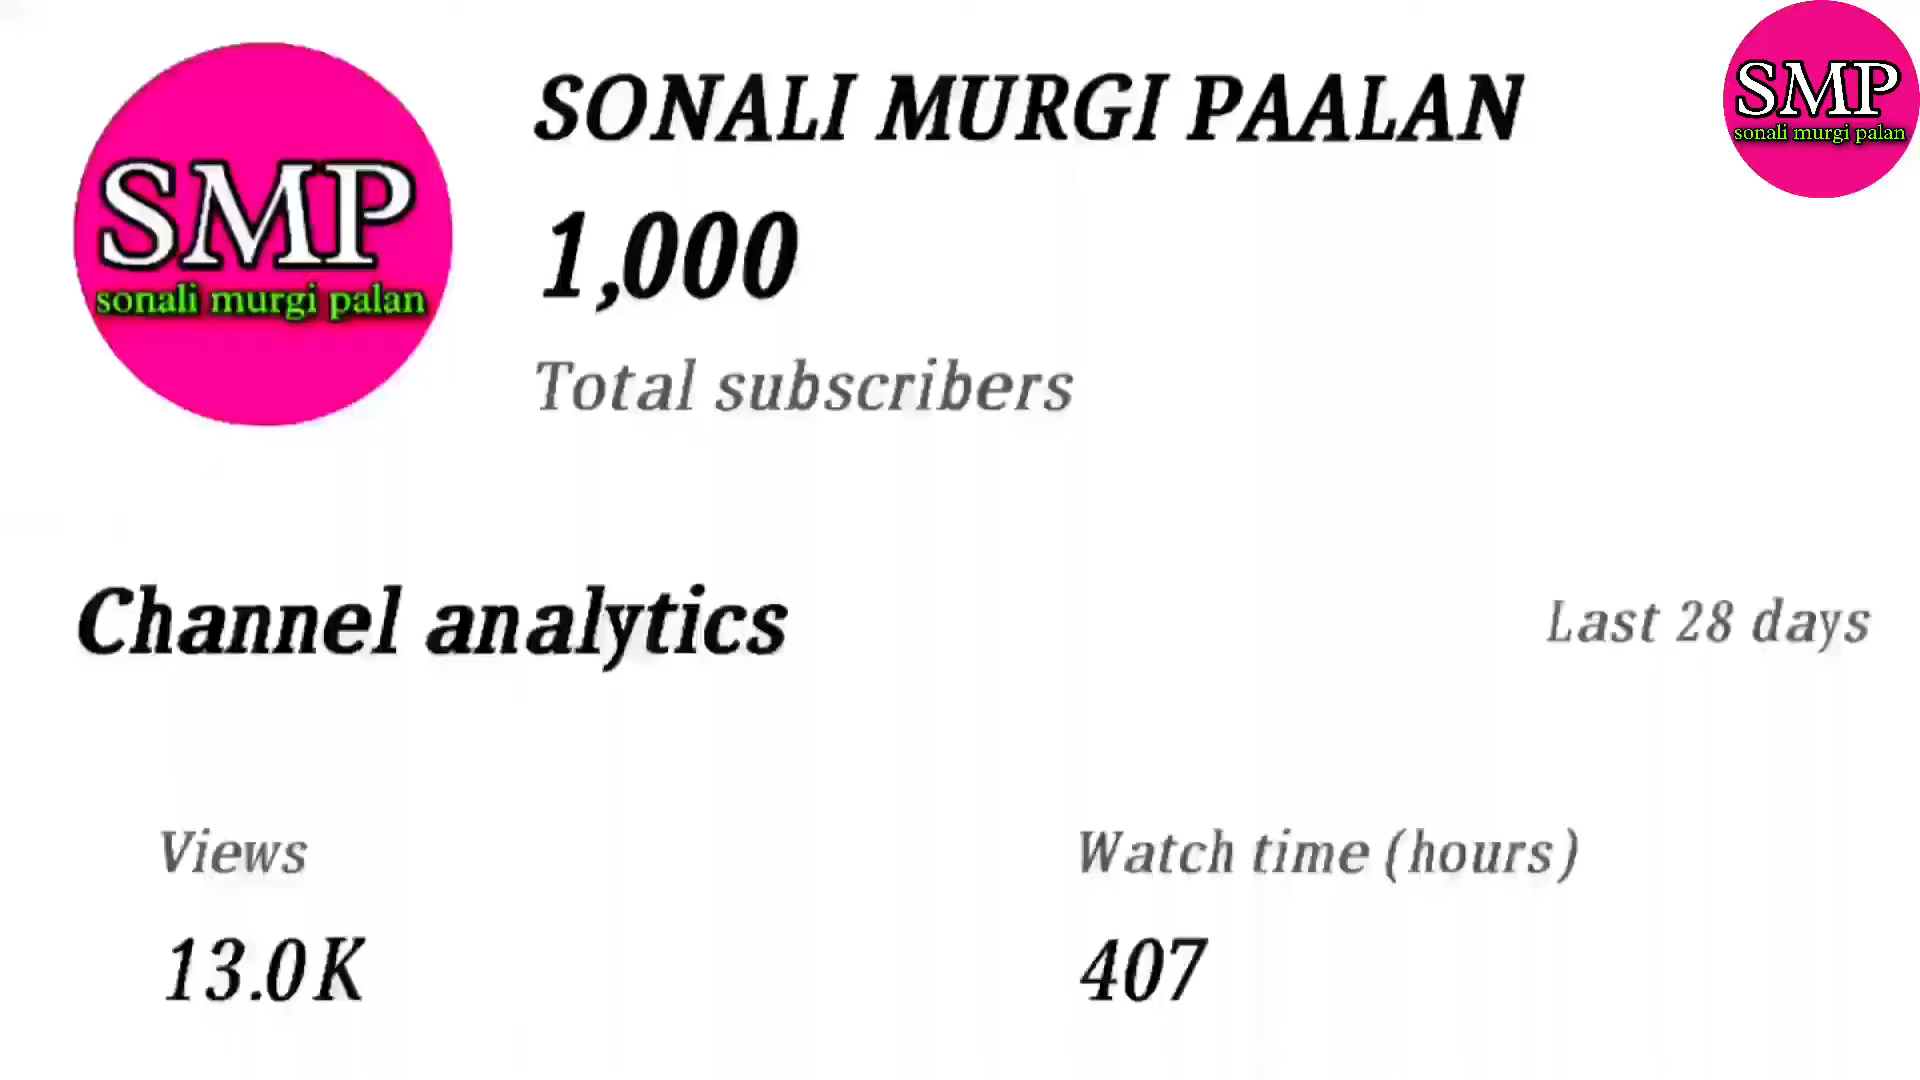 SMP
sonali murgi palan
SONALI MURGI PAALAN
1,000
Total subscribers
SMP
sonali murgi palan
Channel analytics
Last 28 days
Views
Watch time (hours)
13.0K
407